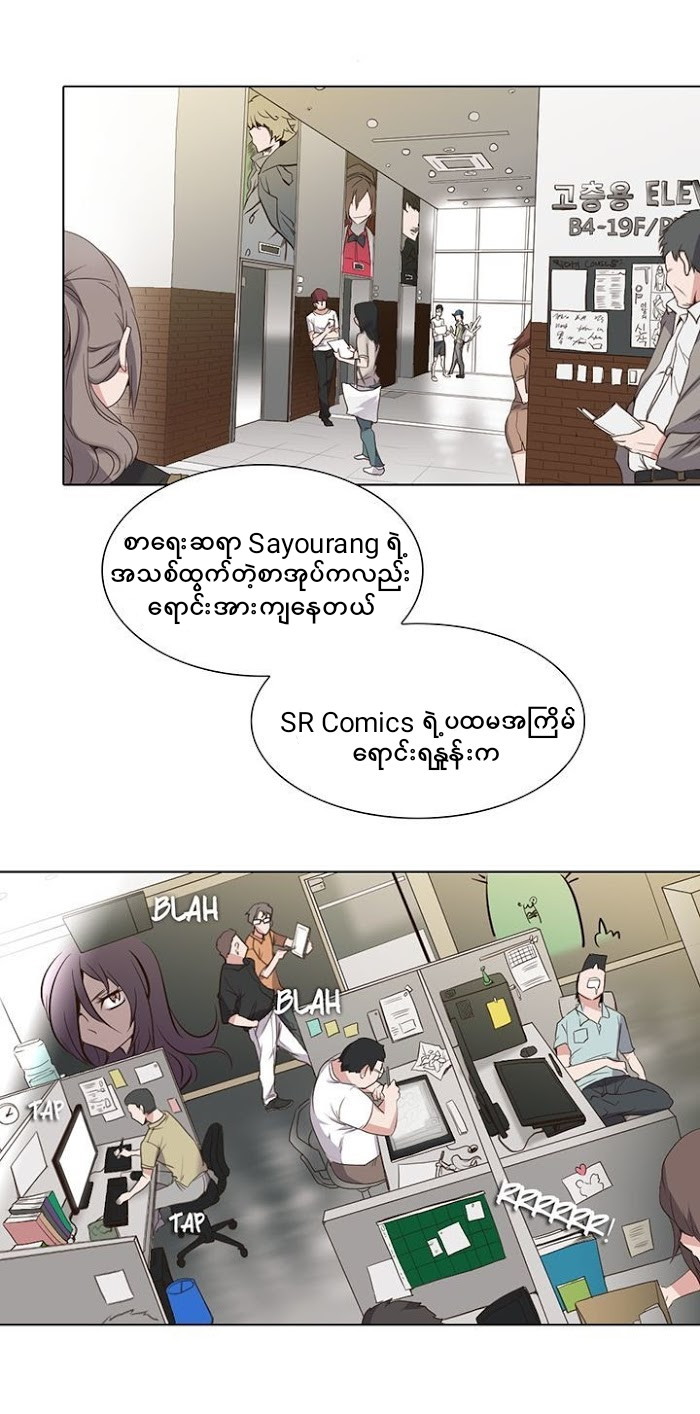 고층용 ELEV
B4-19F/P
စာရေးဆရာ Sayourang ရဲ့
အသစ်ထွက်တဲ့စာအုပ်ကလည်း
ရောင်းအားကျနေတယ်
SR Comics ရဲ့ပထမအကြိမ်
ရောင်းရနှုန်းက
BLAH
BLAH
TAP
TAP
RRRRRR!